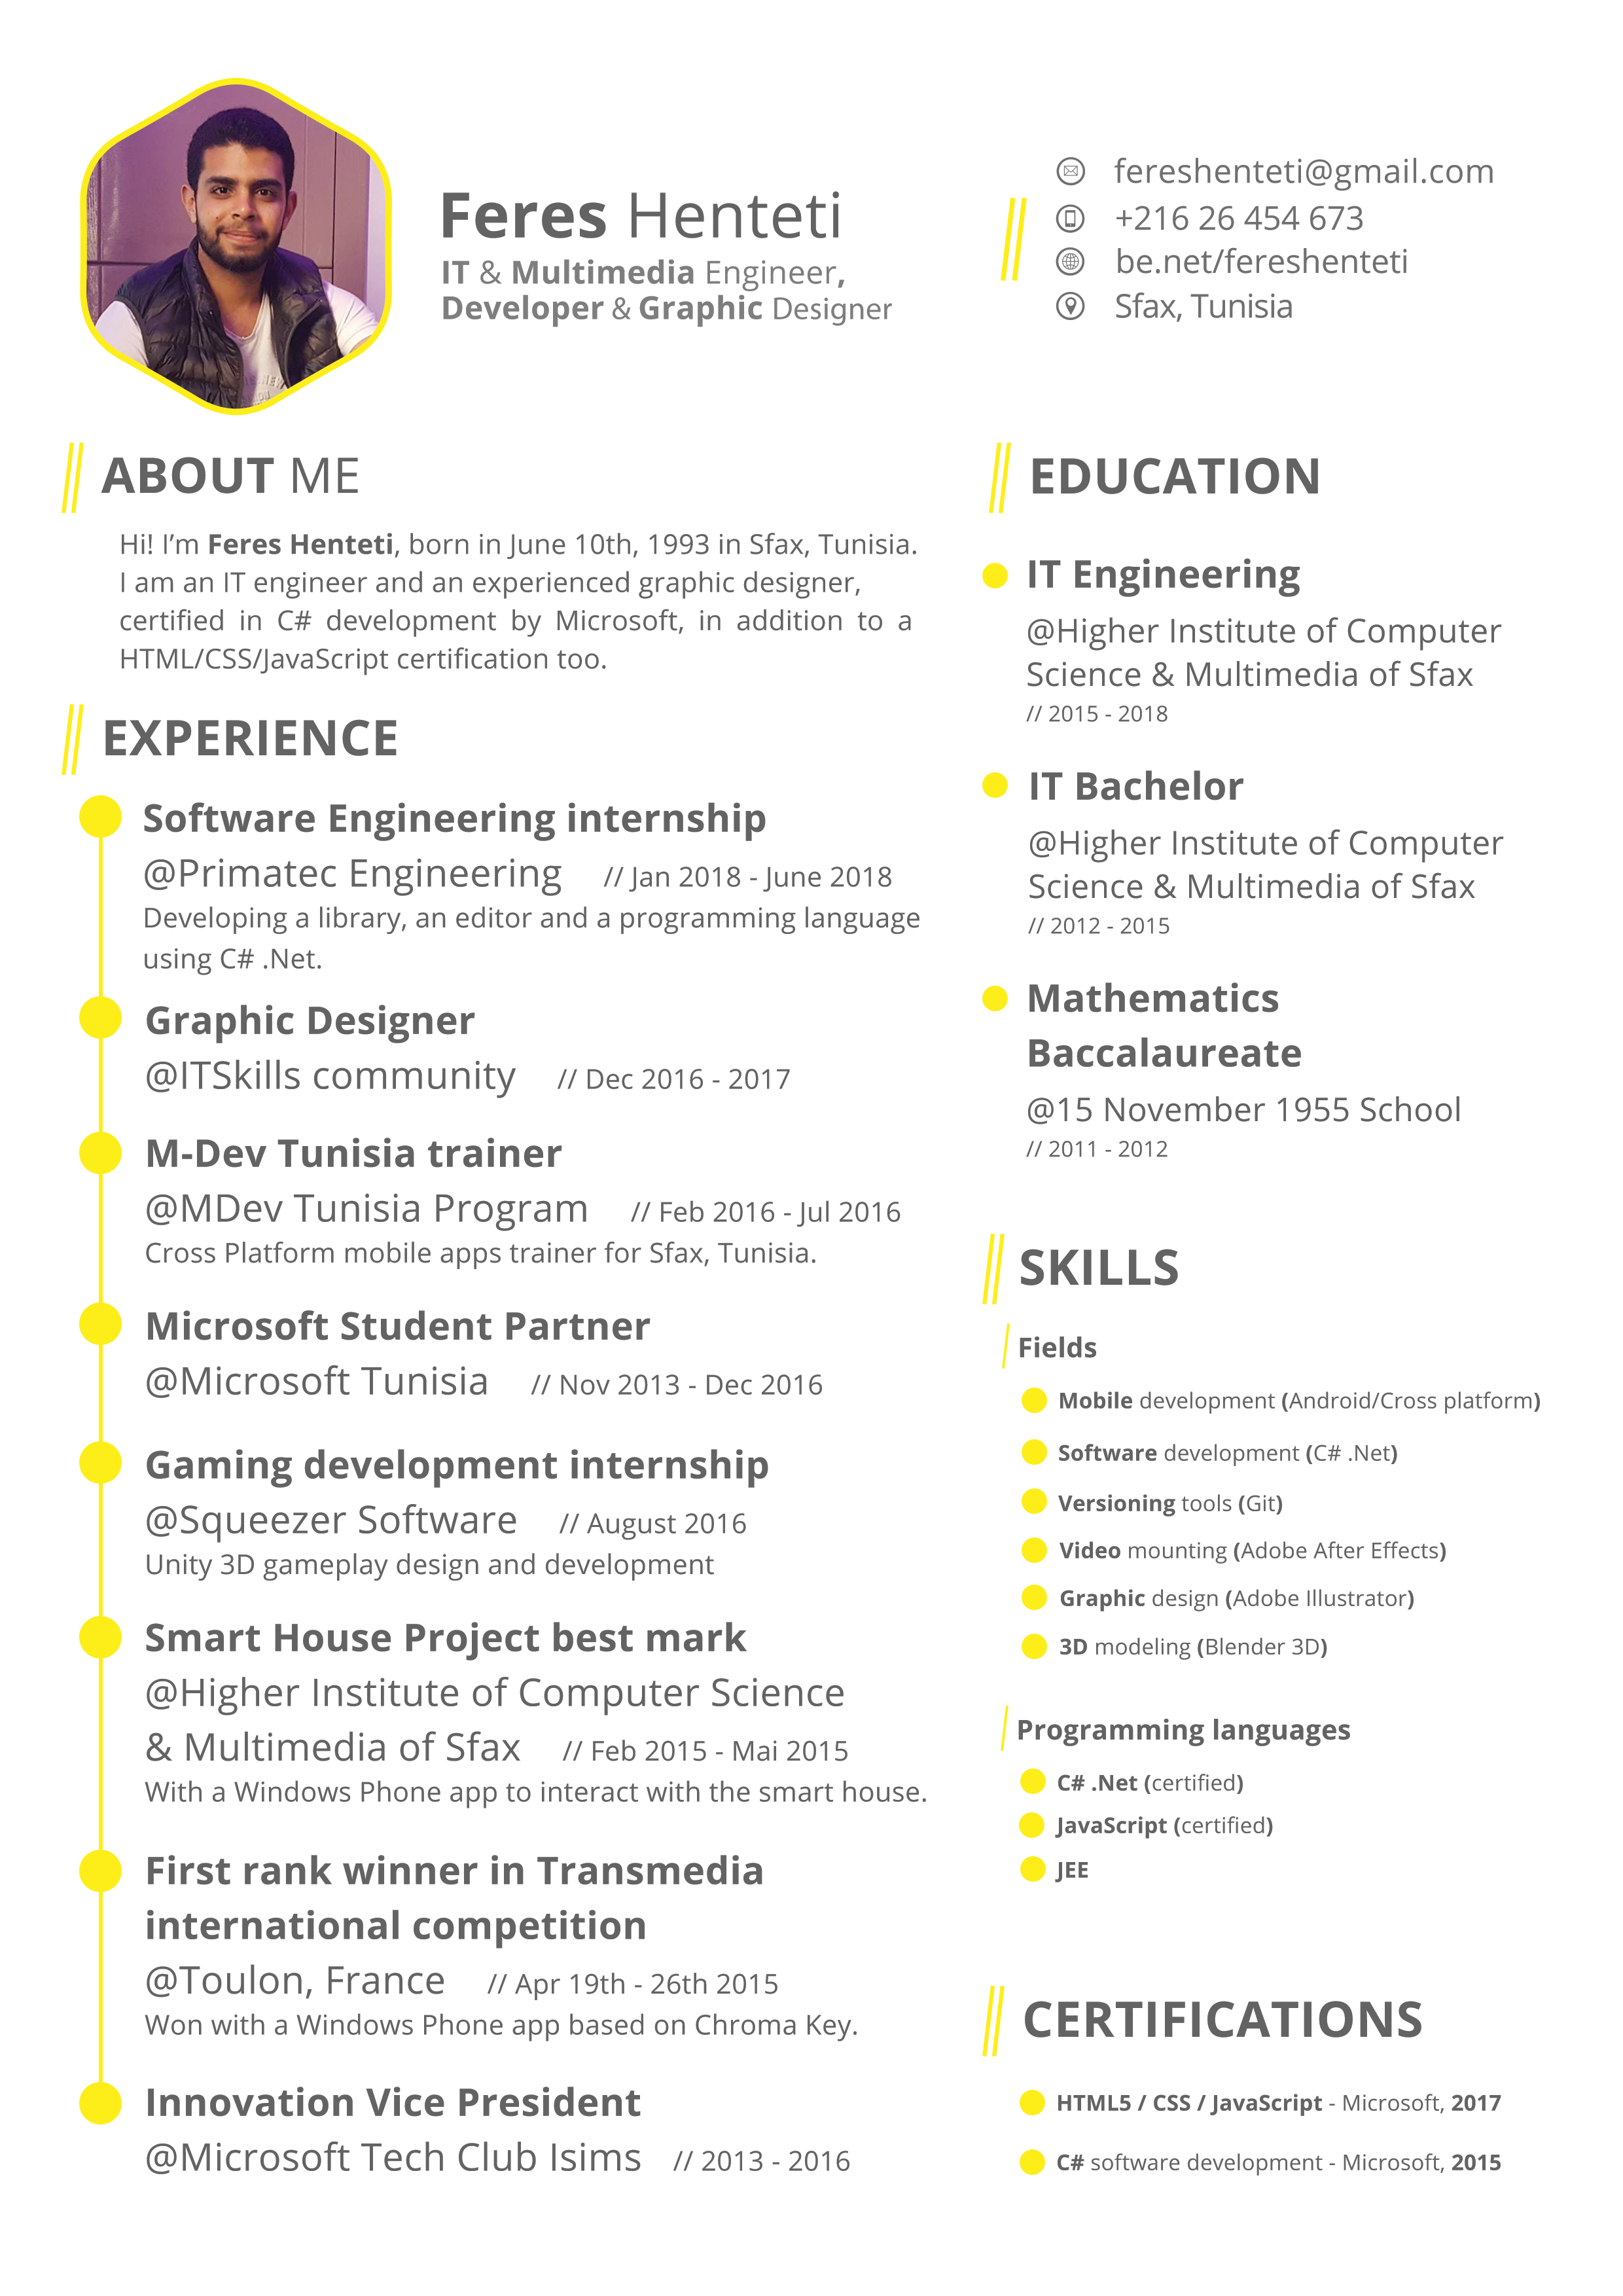 Feres Henteti
IT & Multimedia Engineer,
Developer & Graphic Designer
fereshenteti@gmail.com
+216 26 454 673
be.net/fereshenteti
Sfax, Tunisia
ABOUT ME
Hi! I’m Feres Henteti, born in June 10th, 1993 in Sfax, Tunisia.
I am an IT engineer and an experienced graphic designer,
certified in C# development by Microsoft, in addition to a
HTML/CSS/JavaScript certification too.
EXPERIENCE
Software Engineering internship
@Primatec Engineering // Jan 2018 - June 2018
Developing a library, an editor and a programming language
using C# .Net.
Graphic Designer
@ITSkills community // Dec 2016 - 2017
M-Dev Tunisia trainer
@MDev Tunisia Program // Feb 2016 - Jul 2016
Cross Platform mobile apps trainer for Sfax, Tunisia.
Microsoft Student Partner
@Microsoft Tunisia // Nov 2013 - Dec 2016
Gaming development internship
@Squeezer Software // August 2016
Unity 3D gameplay design and development
Smart House Project best mark
@Higher Institute of Computer Science
& Multimedia of Sfax // Feb 2015 - Mai 2015
With a Windows Phone app to interact with the smart house.
First rank winner in Transmedia
international competition
@Toulon, France // Apr 19th - 26th 2015
Won with a Windows Phone app based on Chroma Key.
Innovation Vice President
@Microsoft Tech Club Isims // 2013 - 2016
EDUCATION
IT Engineering
@Higher Institute of Computer
Science & Multimedia of Sfax
// 2015 - 2018
IT Bachelor
@Higher Institute of Computer
Science & Multimedia of Sfax
// 2012 - 2015
Mathematics
Baccalaureate
@15 November 1955 School
// 2011 - 2012
SKILLS
Fields
Mobile development (Android/Cross platform)
Software development (C# .Net)
Versioning tools (Git)
Video mounting (Adobe After Effects)
Graphic design (Adobe Illustrator)
3D modeling (Blender 3D)
Programming languages
C# .Net (certified)
JavaScript (certified)
JEE
CERTIFICATIONS
HTML5 / CSS / JavaScript - Microsoft, 2017
C# software development - Microsoft, 2015